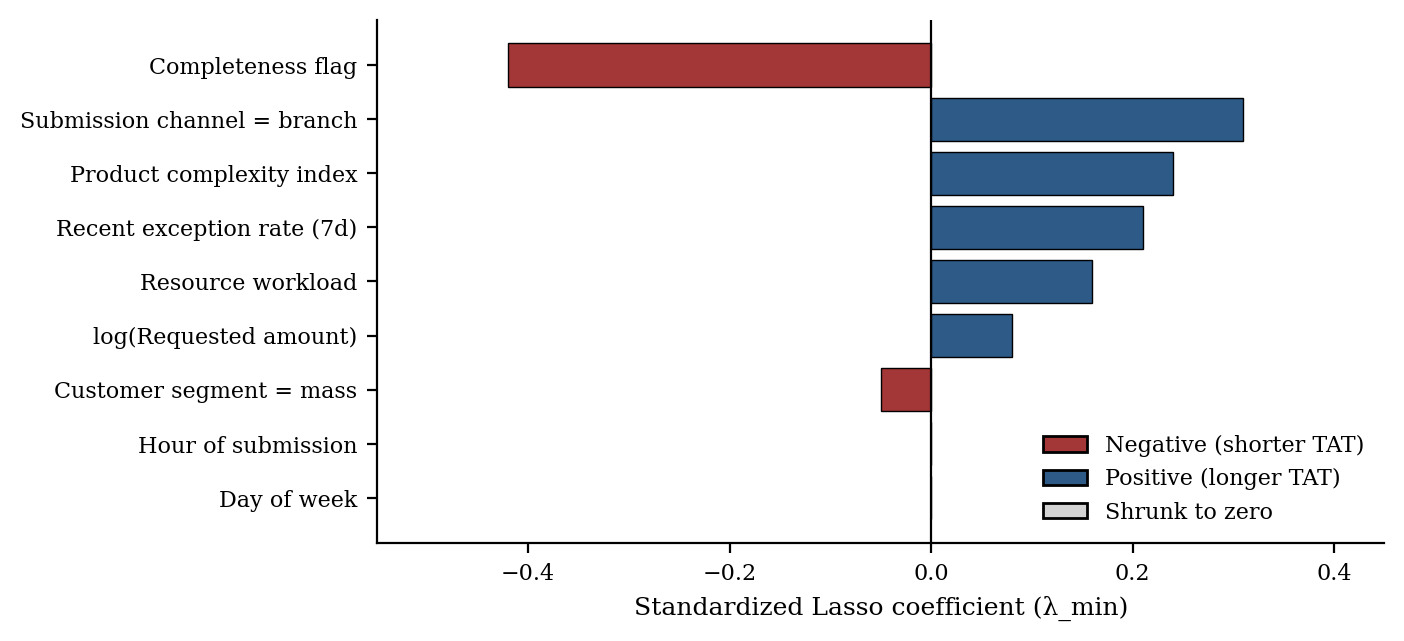 Completeness flag
Submission channel = branch
Product complexity index
Recent exception rate (7d)
Resource workload
log(Requested amount)
Customer segment = mass
Hour of submission
Day of week
Negative (shorter TAT)
Positive (longer TAT)
Shrunk to zero
−0.4 −0.2 0.0 0.2 0.4
Standardized Lasso coefficient (λ_min)